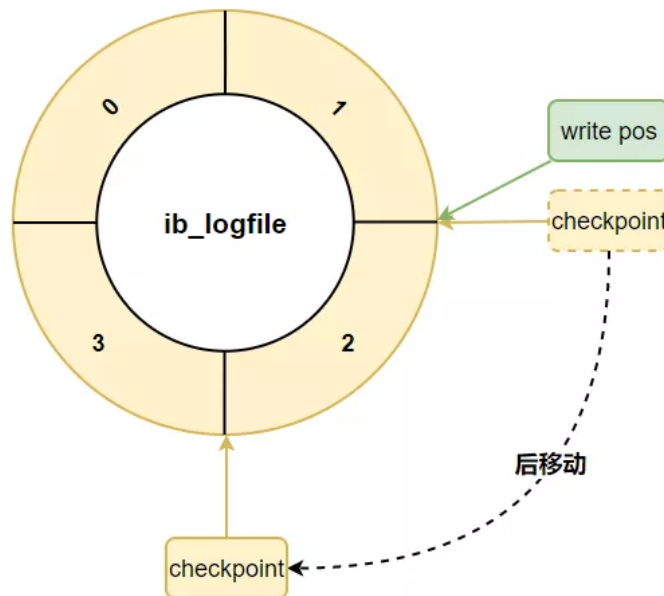 0
1
write pos
ib_logfile
checkpoint
3
2
后移动
checkpoint